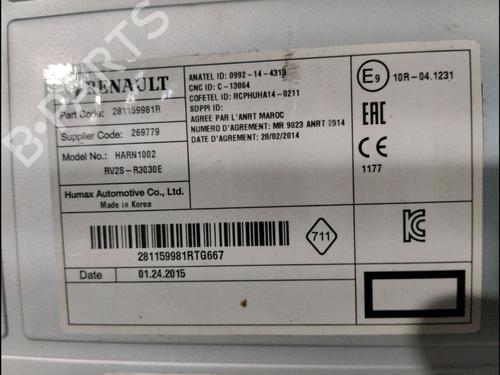 RENAULT
Part Code: 281159981R
Supplier Code: 269779
Model No.: HARN1002
RV2S-R3030E
Humax Automotive Co., Ltd.
Made in Korea
ANATEL ID: 0992-14-4313
CNC ID: C-13064
COFETEL ID: RCPHUHA14-0211
SDPPI ID:
AGREE PAR L'ANRT MAROC
NUMERO D'AGREMENT: MR 9023 ANRT 2014
DATE D'AGREMENT: 28/02/2014
E9 10R-04.1231
EAC
CE
1177
281159981RTG667
711
Date 01.24.2015
B-PARTS